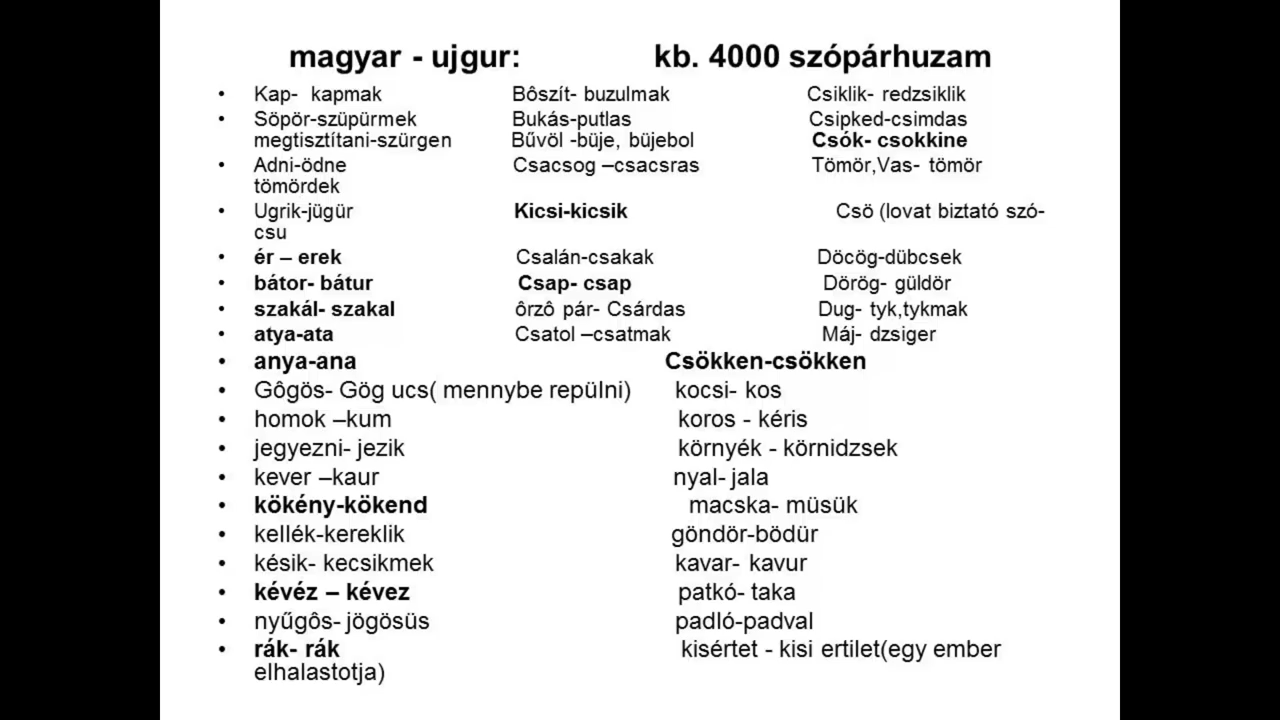 magyar - ujgur: kb. 4000 szópárhuzam
• Kap- kapmak Bôszít- buzulmak Csiklik- redzsiklik
• Söpör-szüpürmek Bukás-putlas Csipked-csimdas
megtisztítani-szürgen Bűvöl -büje, büjebol Csók- csokkine
• Adni-ödne Csacsog –csacsras Tömör,Vas- tömör
tömördek
• Ugrik-jügür Kicsi-kicsik Csö (lovat biztató szó-
csu
• ér – erek Csalán-csakak Döcög-dübcsek
• bátor- bátur Csap- csap Dörög- güldör
• szakál- szakal ôrzô pár- Csárdas Dug- tyk,tykmak
• atya-ata Csatol –csatmak Máj- dzsiger
• anya-ana Csökken-csökken
• Gôgös- Gög ucs( mennybe repülni) kocsi- kos
• homok –kum koros - kéris
• jegyezni- jezik környék - körnidzsek
• kever –kaur nyal- jala
• kökény-kökend macska- müsük
• kellék-kereklik göndör-bödür
• késik- kecsikmek kavar- kavur
• kévéz – kévez patkó- taka
• nyűgôs- jögösüs padló-padval
• rák- rák kisértet - kisi ertilet(egy ember
elhalastotja)